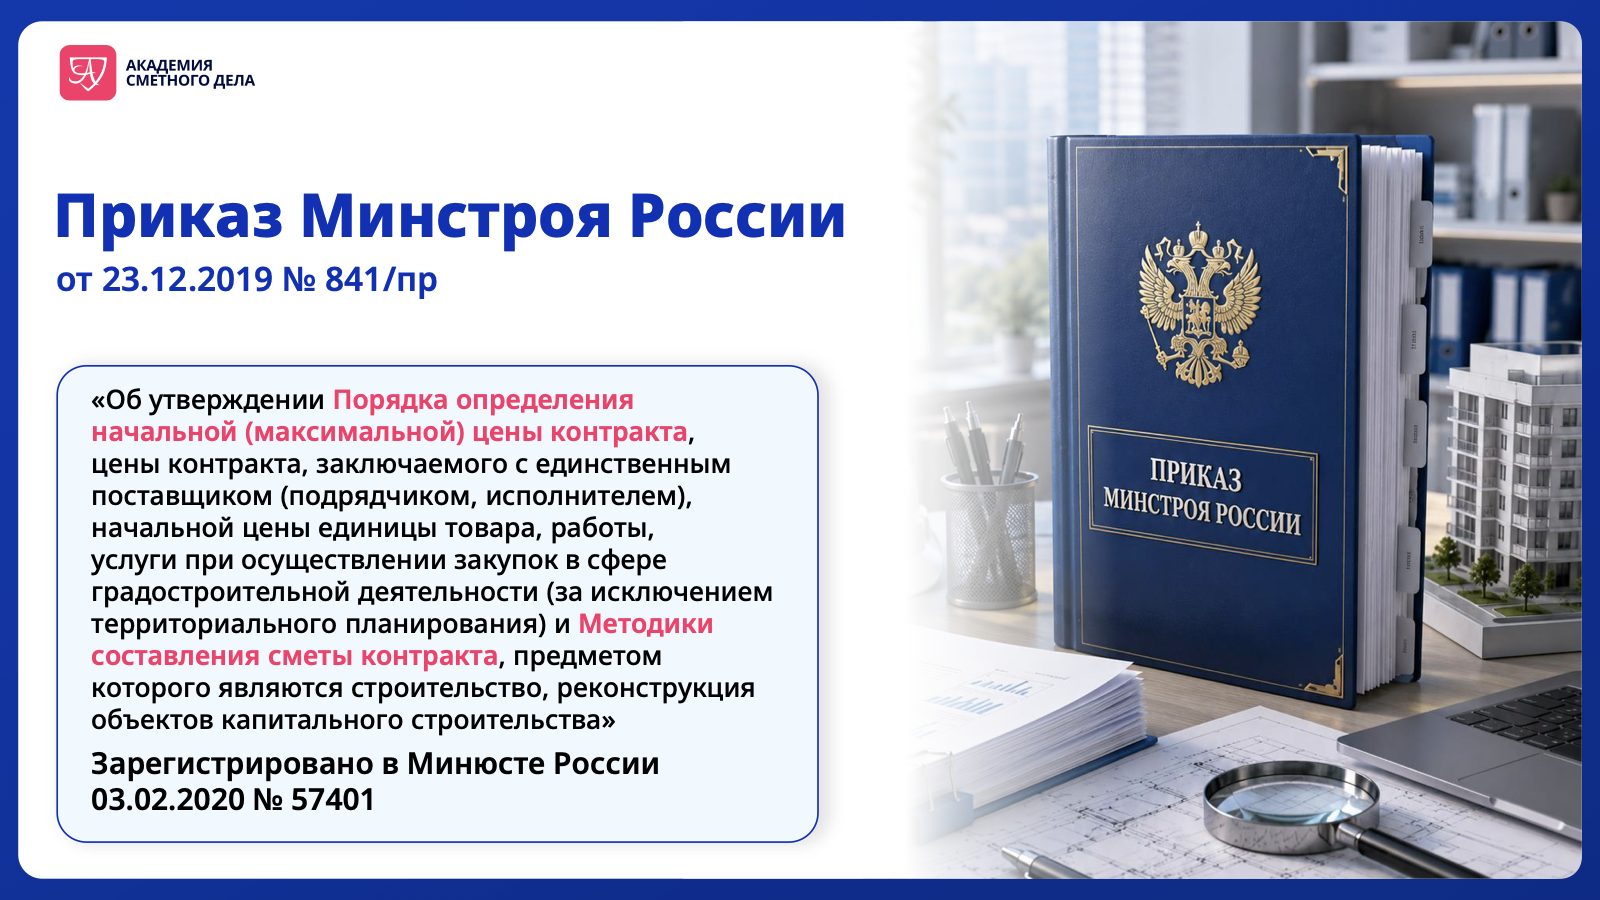 АКАДЕМИЯ
СМЕТНОГО ДЕЛА
Приказ Минстроя России
от 23.12.2019 № 841/пр
«Об утверждении Порядка определения
начальной (максимальной) цены контракта,
цены контракта, заключаемого с единственным
поставщиком (подрядчиком, исполнителем),
начальной цены единицы товара, работы,
услуги при осуществлении закупок в сфере
градостроительной деятельности (за исключением
территориального планирования) и Методики
составления сметы контракта, предметом
которого являются строительство, реконструкция
объектов капитального строительства»
Зарегистрировано в Минюсте России
03.02.2020 № 57401
ПРИКАЗ
МИНСТРОЯ РОССИИ